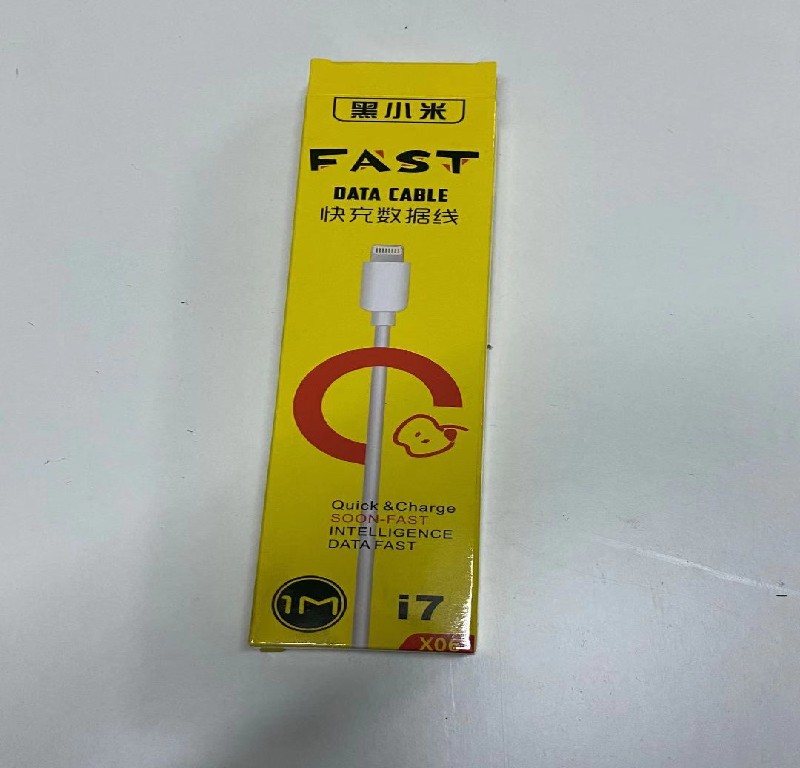 黑小米
FAST
DATA CABLE
快充数据线
Quick &Charge
SOON-FAST
INTELLIGENCE
DATA FAST
1M
i7